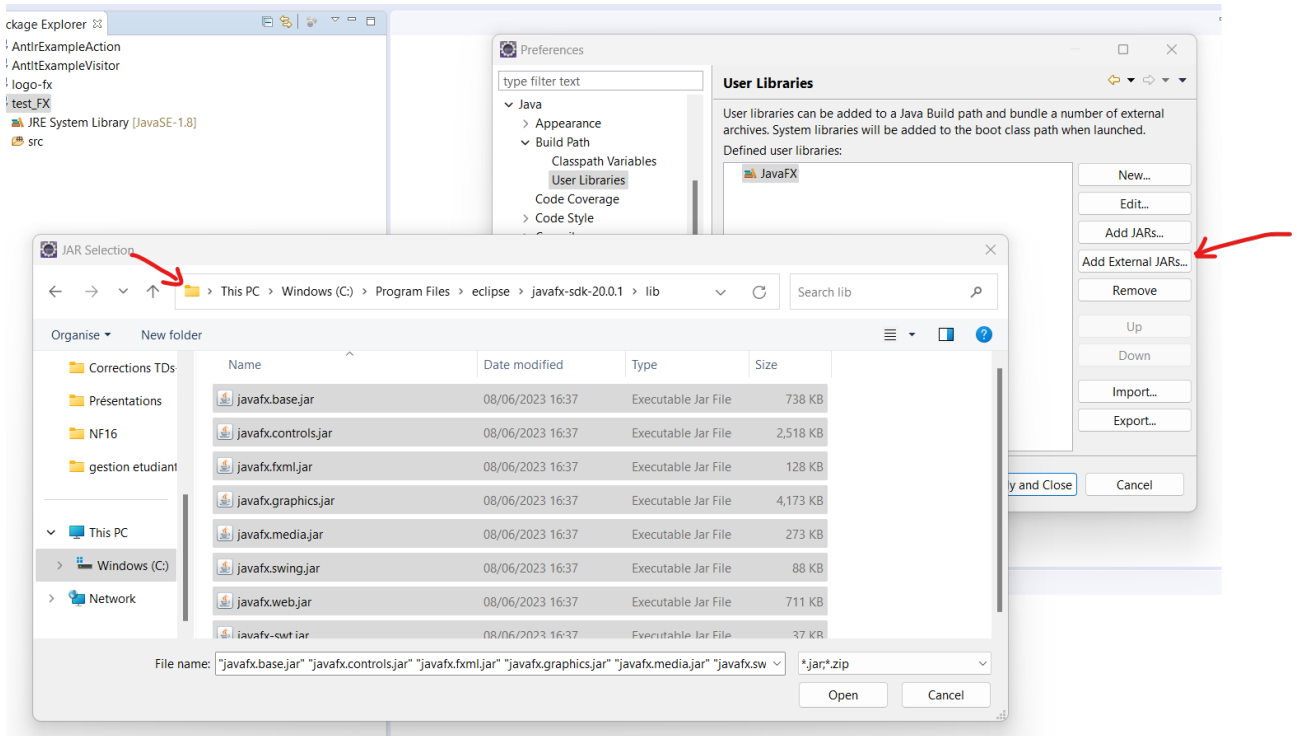 ckage Explorer
AntlrExampleAction
AntltExampleVisitor
logo-fx
test_FX
JRE System Library [JavaSE-1.8]
src
Preferences
type filter text
Java
Appearance
Build Path
Classpath Variables
User Libraries
Code Coverage
Code Style
User Libraries
User libraries can be added to a Java Build path and bundle a number of external
archives. System libraries will be added to the boot class path when launched.
Defined user libraries:
JavaFX
New...
Edit...
Add JARs...
Add External JARs...
Remove
Up
Down
Import...
Export...
y and Close
Cancel
JAR Selection
This PC > Windows (C:) > Program Files > eclipse > javafx-sdk-20.0.1 > lib
Search lib
Organise
New folder
Corrections TDs
Présentations
NF16
gestion etudiant
This PC
Windows (C:)
Network
Name Date modified Type Size
javafx.base.jar 08/06/2023 16:37 Executable Jar File 738 KB
javafx.controls.jar 08/06/2023 16:37 Executable Jar File 2,518 KB
javafx.fxml.jar 08/06/2023 16:37 Executable Jar File 128 KB
javafx.graphics.jar 08/06/2023 16:37 Executable Jar File 4,173 KB
javafx.media.jar 08/06/2023 16:37 Executable Jar File 273 KB
javafx.swing.jar 08/06/2023 16:37 Executable Jar File 88 KB
javafx.web.jar 08/06/2023 16:37 Executable Jar File 711 KB
javafx-swt.jar 08/06/2023 16:37 Executable Jar File 37 KB
File name: "javafx.base.jar" "javafx.controls.jar" "javafx.fxml.jar" "javafx.graphics.jar" "javafx.media.jar" "javafx.sw
*.jar;*.zip
Open
Cancel